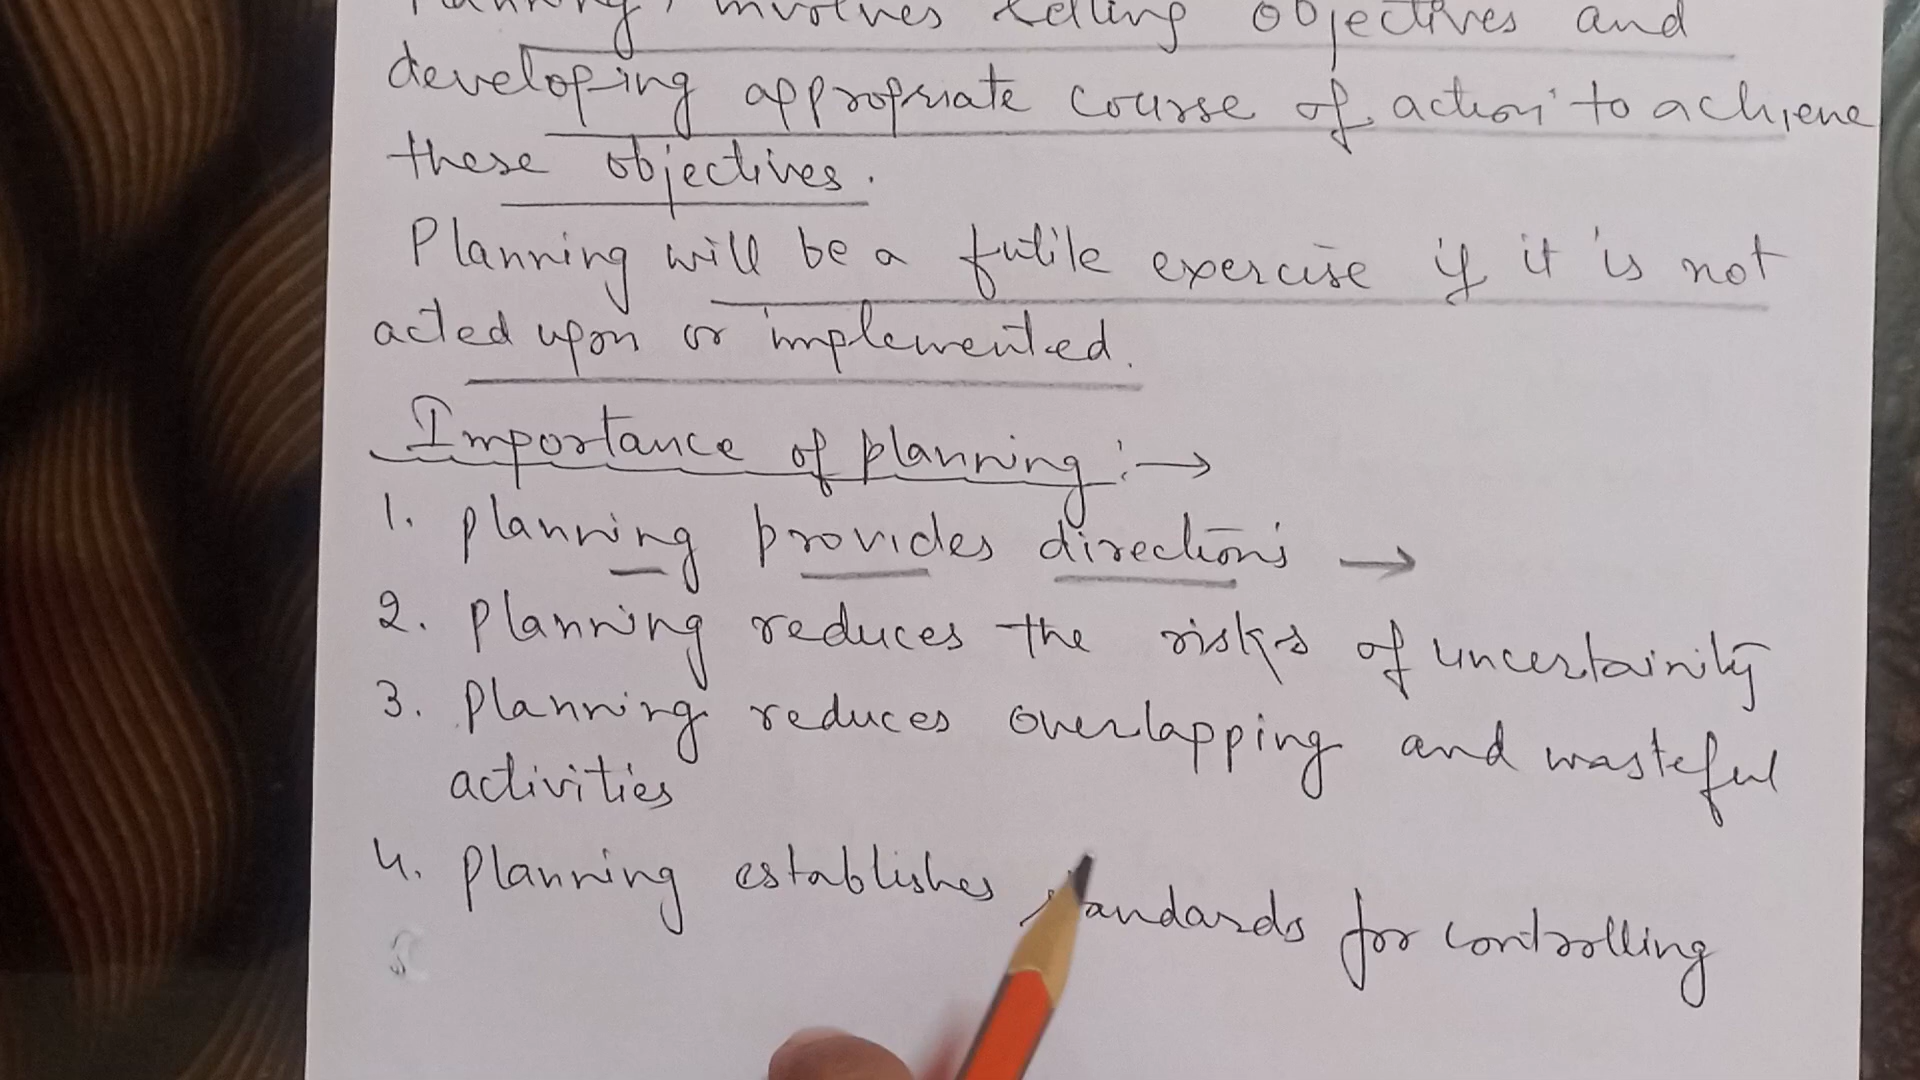 Planning, involves setting objectives and
developing appropriate course of action to achieve
these objectives.
Planning will be a futile exercise if it is not
acted upon or implemented.
Importance of planning :→
1. Planning provides directions →
2. Planning reduces the risks of uncertainity
3. Planning reduces overlapping and wasteful
activities
4. Planning establishes standards for controlling